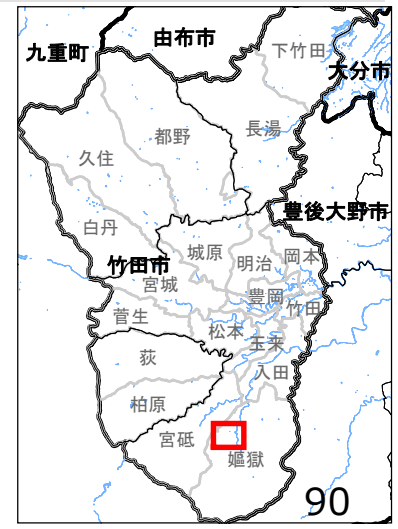 由布市
九重町
下竹田
大分市
都野
長湯
久住
豊後大野市
白丹
城原
岡本
明治
竹田市
宮城
豊岡
竹田
菅生
松本
玉来
荻
入田
柏原
宮砥
嫗獄
90